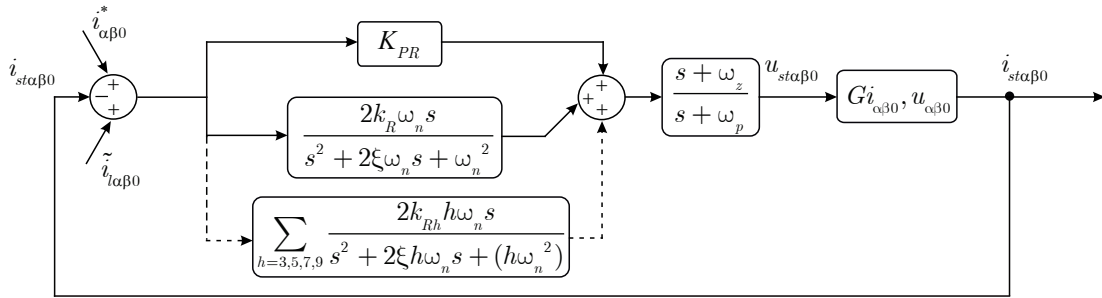 i*αβ0
istαβ0
− + +
ĩlαβ0
KPR
2kRωns
s² + 2ξωns + ωn²
∑ h=3,5,7,9
2kRhhωns
s² + 2ξhωns + (hωn²)
+ + +
s + ωz
s + ωp
ustαβ0
Giαβ0, uαβ0
istαβ0